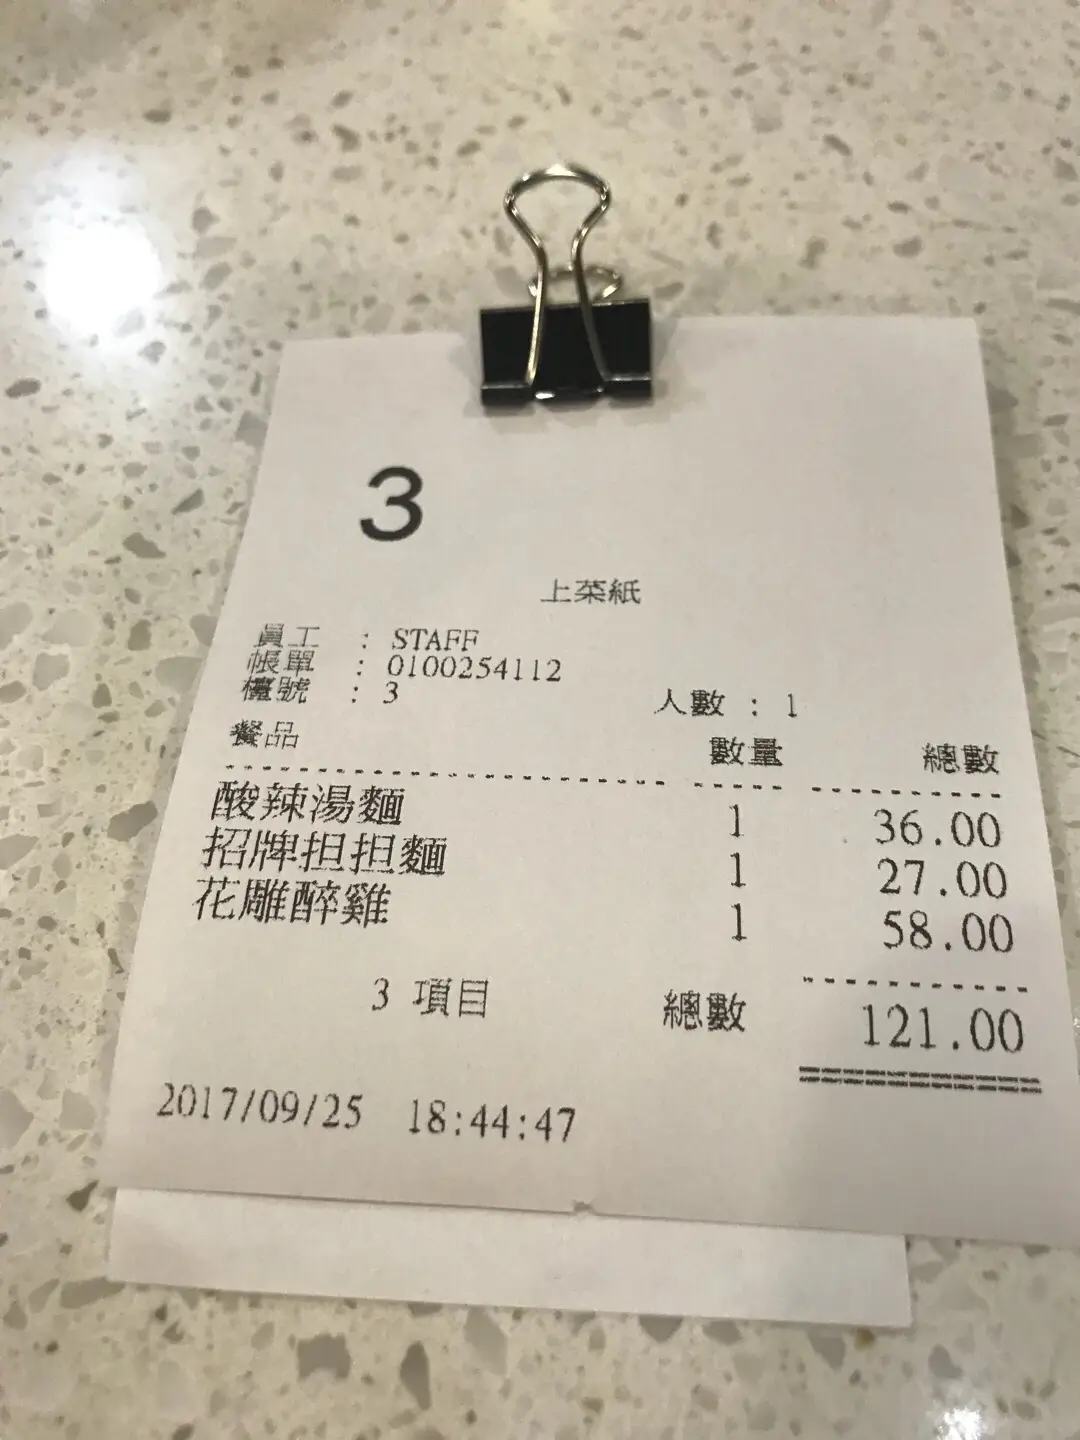 3
上菜紙
員工 : STAFF
帳單 : 0100254112
檯號 : 3 人數 : 1
餐品 數量 總數
酸辣湯麵 1 36.00
招牌担担麵 1 27.00
花雕醉雞 1 58.00
3 項目 總數 121.00
2017/09/25 18:44:47